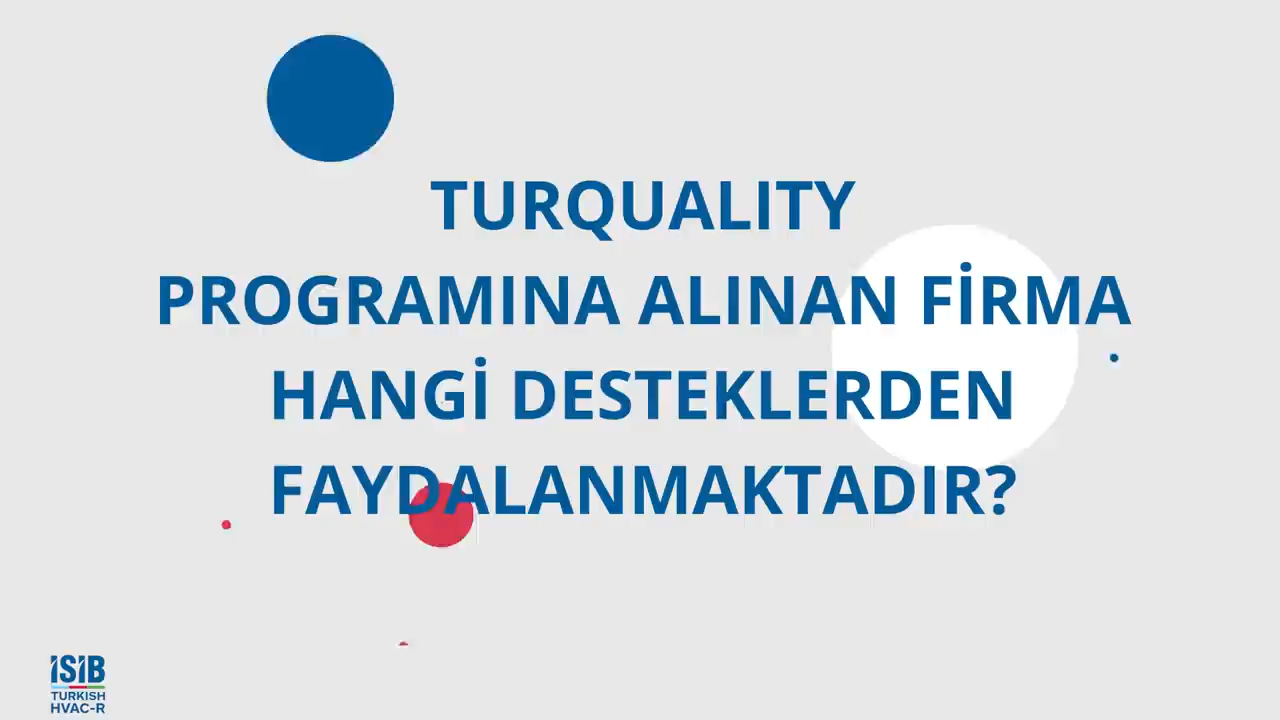 TURQUALITY
PROGRAMINA ALINAN FİRMA
HANGİ DESTEKLERDEN
FAYDALANMAKTADIR?
İSİB
TURKISH
HVAC-R